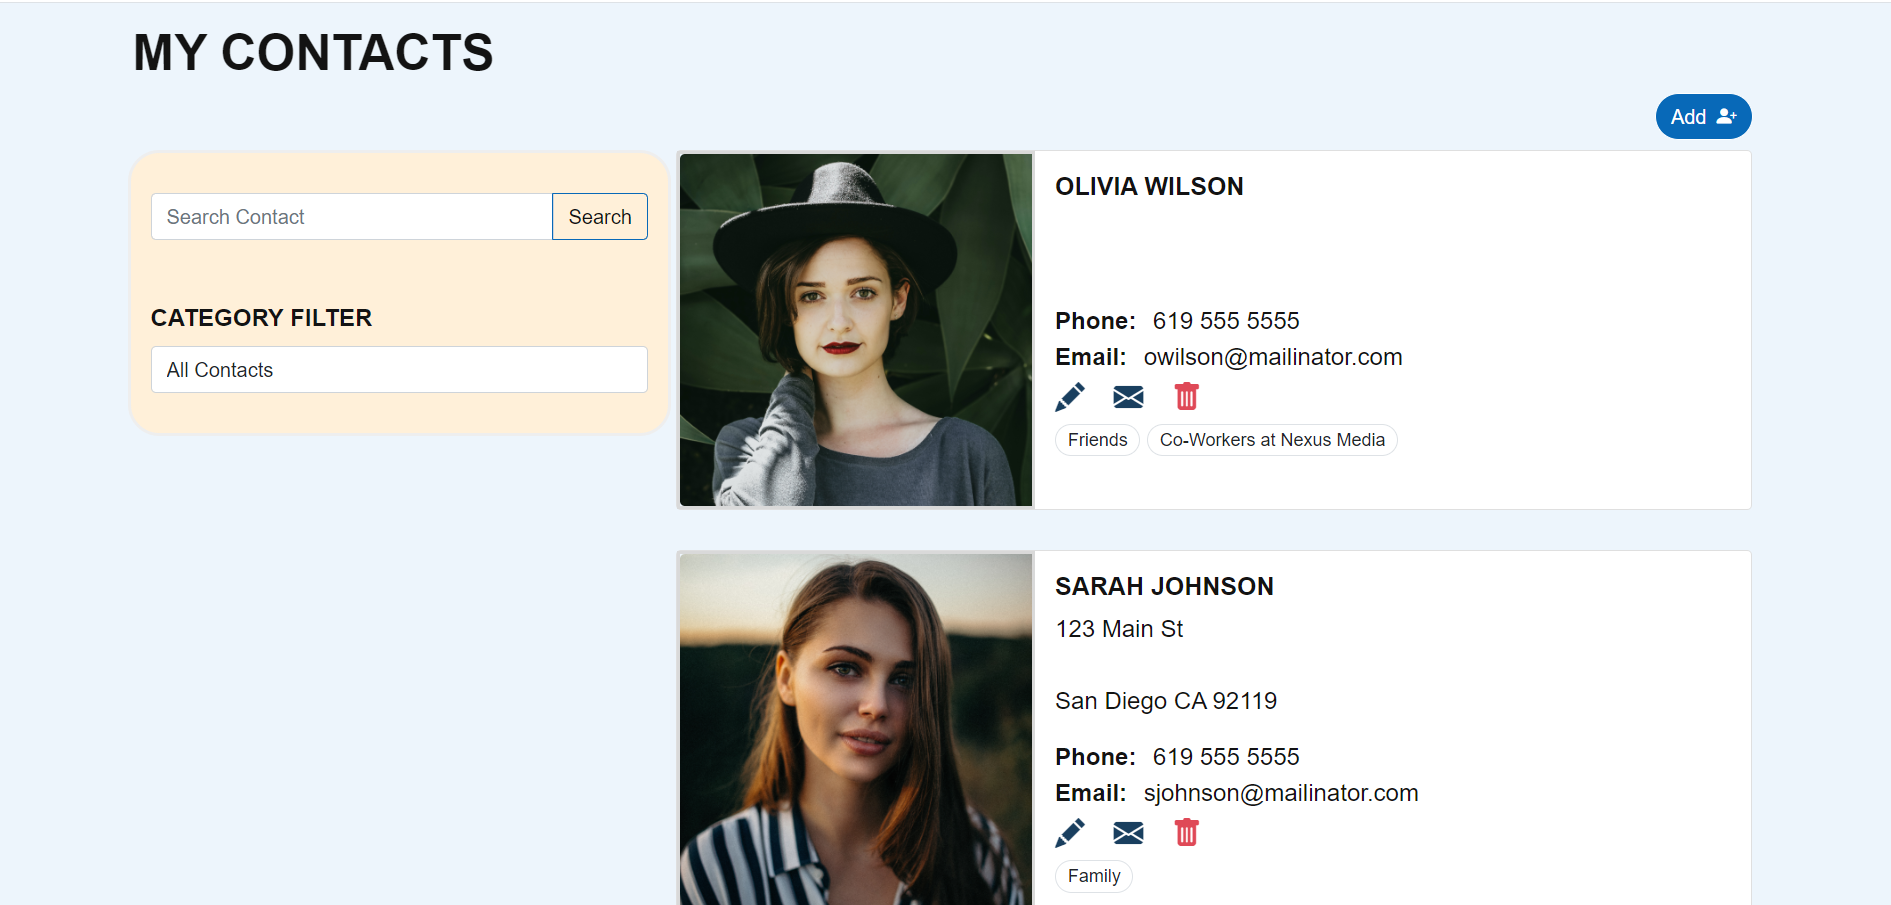 MY CONTACTS
Add
Search Contact
Search
CATEGORY FILTER
All Contacts
OLIVIA WILSON
Phone: 619 555 5555
Email: owilson@mailinator.com
Friends
Co-Workers at Nexus Media
SARAH JOHNSON
123 Main St
San Diego CA 92119
Phone: 619 555 5555
Email: sjohnson@mailinator.com
Family